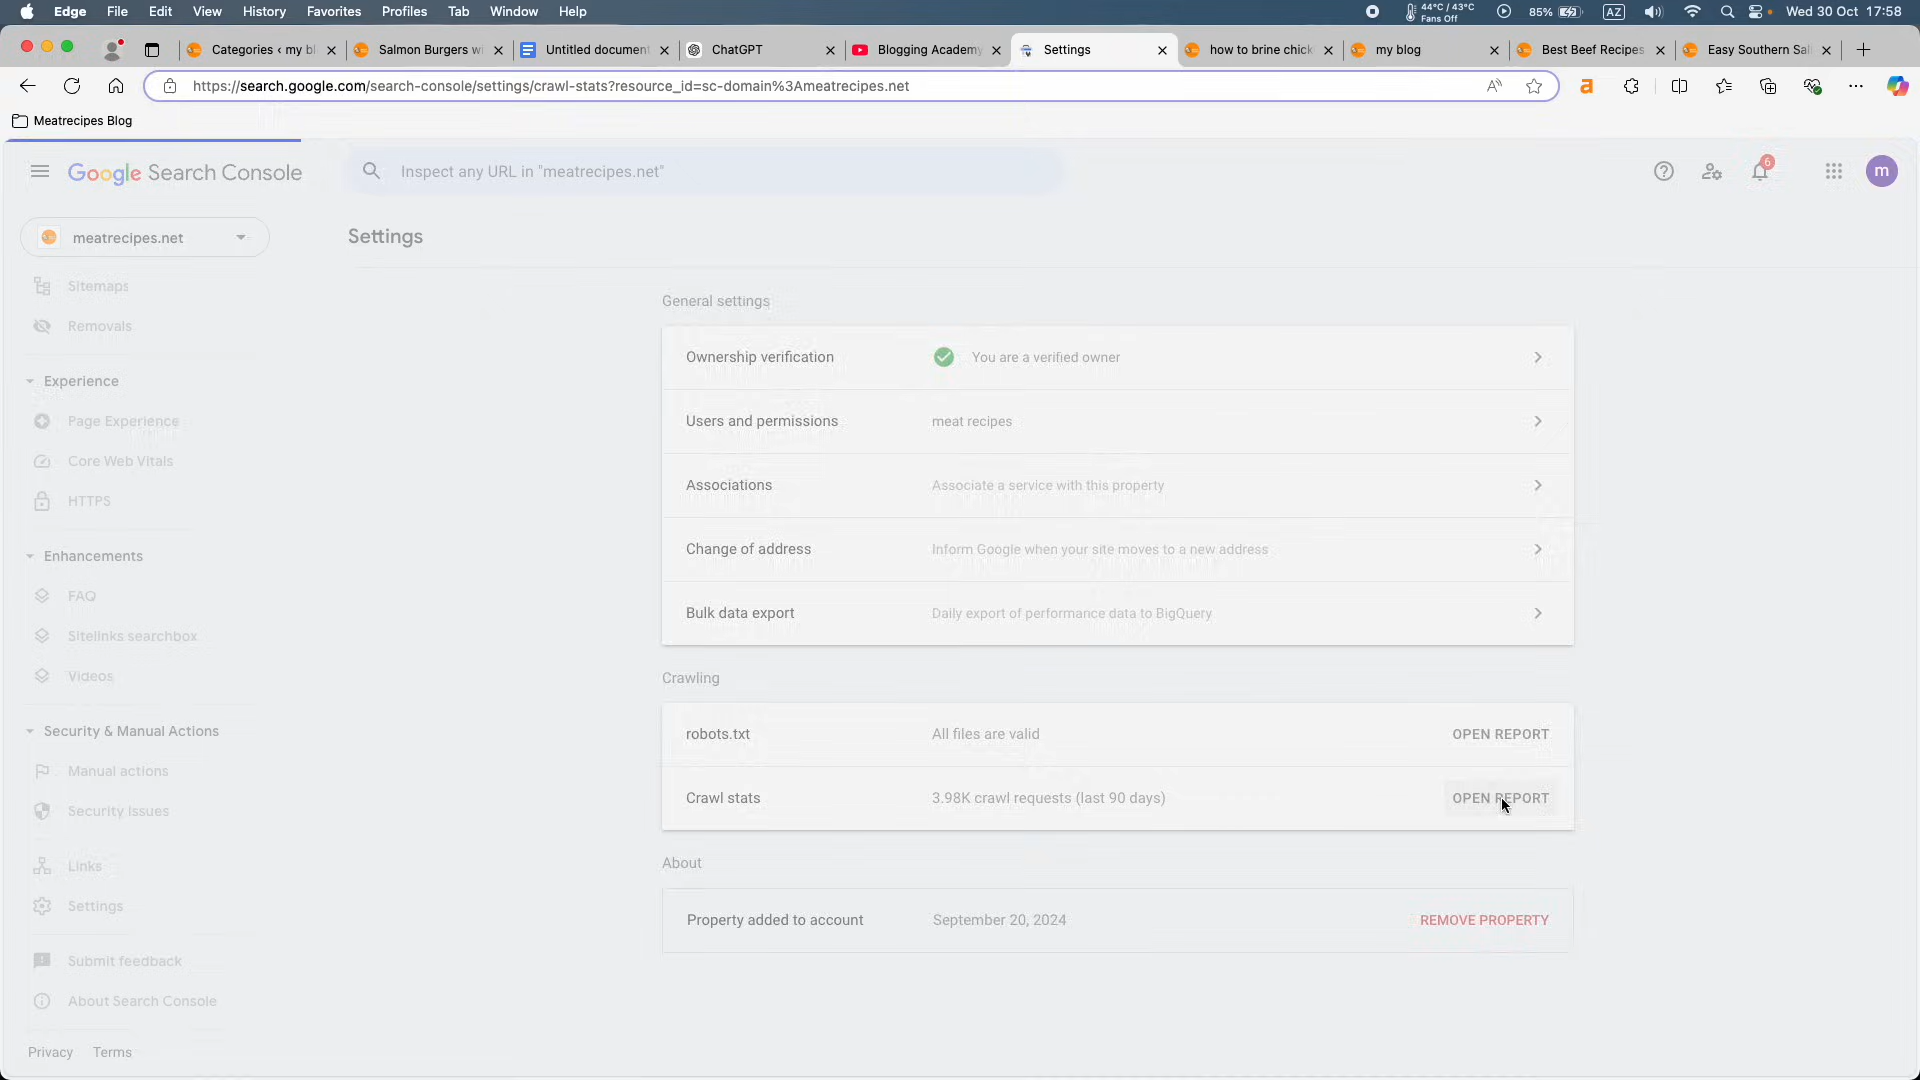 Edge File Edit View History Favorites Profiles Tab Window Help 44°C / 43°C Fans Off 85% AZ Wed 30 Oct 17:58
Categories ‹ my bl Salmon Burgers wi Untitled document ChatGPT Blogging Academy Settings how to brine chick my blog Best Beef Recipes Easy Southern Sal
https://search.google.com/search-console/settings/crawl-stats?resource_id=sc-domain%3Ameatrecipes.net
Meatrecipes Blog
Google Search Console Inspect any URL in "meatrecipes.net" 6 m
meatrecipes.net
Settings
Sitemaps
Removals
Experience
Page Experience
Core Web Vitals
HTTPS
Enhancements
FAQ
Sitelinks searchbox
Videos
Security & Manual Actions
Manual actions
Security Issues
Links
Settings
Submit feedback
About Search Console
Privacy Terms
General settings
Ownership verification You are a verified owner
Users and permissions meat recipes
Associations Associate a service with this property
Change of address Inform Google when your site moves to a new address
Bulk data export Daily export of performance data to BigQuery
Crawling
robots.txt All files are valid OPEN REPORT
Crawl stats 3.98K crawl requests (last 90 days) OPEN REPORT
About
Property added to account September 20, 2024 REMOVE PROPERTY